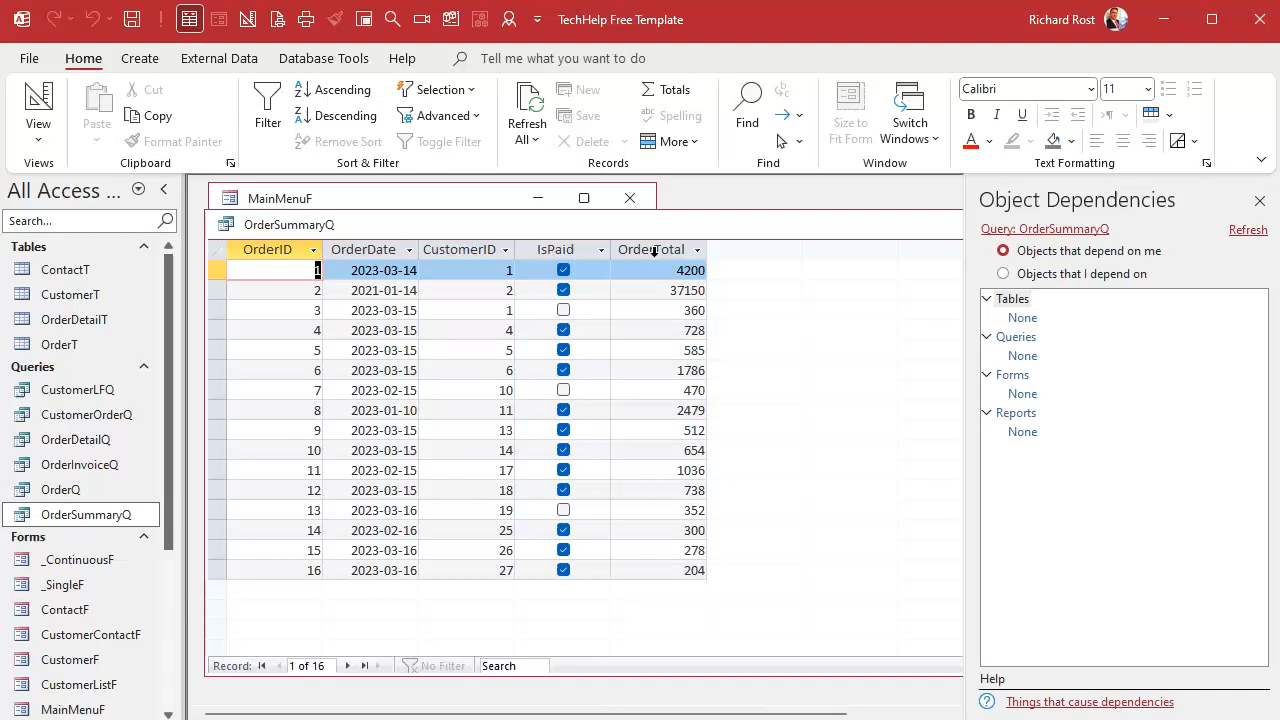 TechHelp Free Template
Richard Rost
File Home Create External Data Database Tools Help Tell me what you want to do
View
Views
Paste
Cut
Copy
Format Painter
Clipboard
Filter
Ascending
Descending
Remove Sort
Selection
Advanced
Toggle Filter
Sort & Filter
Refresh
All
New
Save
Delete
Totals
Spelling
More
Records
Find
Find
Size to
Fit Form
Switch
Windows
Window
Calibri 11
B I U
A
Text Formatting
All Access ...
Search...
Tables
ContactT
CustomerT
OrderDetailT
OrderT
Queries
CustomerLFQ
CustomerOrderQ
OrderDetailQ
OrderInvoiceQ
OrderQ
OrderSummaryQ
Forms
_ContinuousF
_SingleF
ContactF
CustomerContactF
CustomerF
CustomerListF
MainMenuF
MainMenuF
OrderSummaryQ
OrderID OrderDate CustomerID IsPaid OrderTotal
1 2023-03-14 1 4200
2 2021-01-14 2 37150
3 2023-03-15 1 360
4 2023-03-15 4 728
5 2023-03-15 5 585
6 2023-03-15 6 1786
7 2023-02-15 10 470
8 2023-01-10 11 2479
9 2023-03-15 13 512
10 2023-03-15 14 654
11 2023-02-15 17 1036
12 2023-03-15 18 738
13 2023-03-16 19 352
14 2023-02-16 25 300
15 2023-03-16 26 278
16 2023-03-16 27 204
Record: 1 of 16 No Filter Search
Object Dependencies
Query: OrderSummaryQ Refresh
Objects that depend on me
Objects that I depend on
Tables
None
Queries
None
Forms
None
Reports
None
Help
Things that cause dependencies